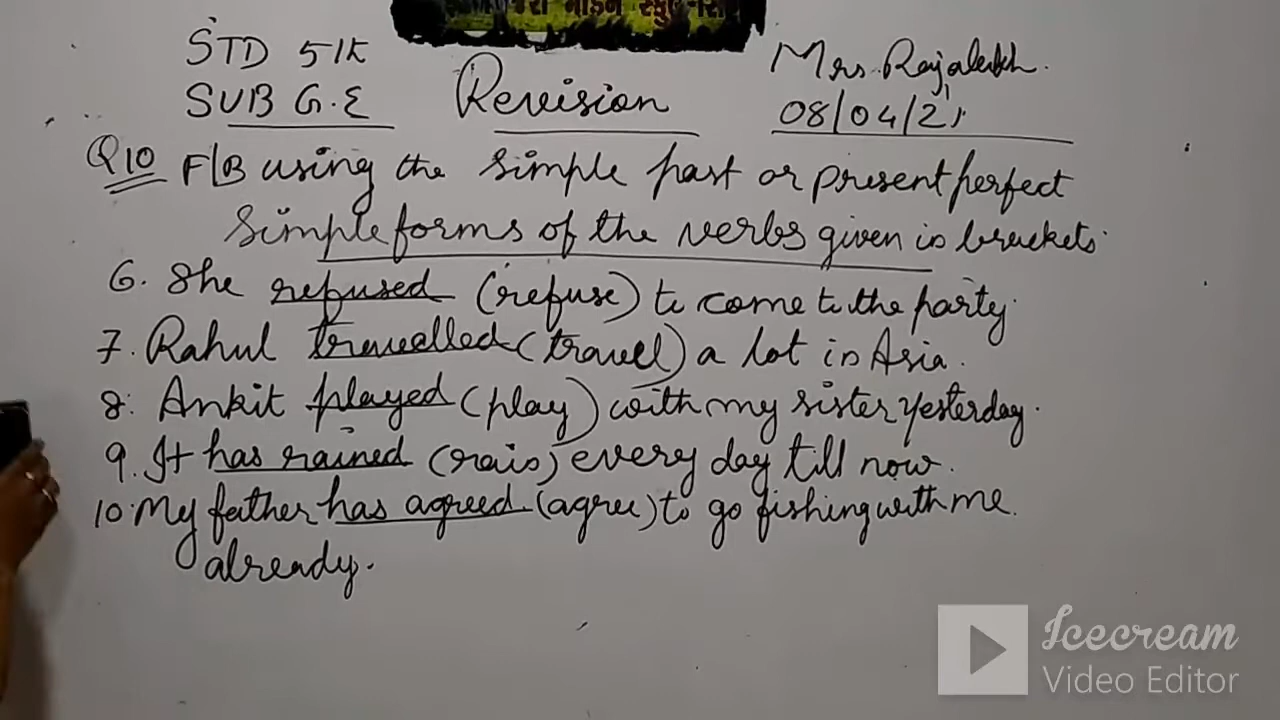 મોર્ડન સ્કુલ
STD 5th
SUB G.E
Revision
Mrs. Rajalekh.
08/04/21.
Q10 F/B using the simple past or present perfect
simple forms of the verbs given in brackets.
6. She refused (refuse) to come to the party.
7. Rahul travelled (travel) a lot in Asia.
8. Ankit played (play) with my sister yesterday.
9. It has rained (rain) every day till now.
10. My father has agreed (agree) to go fishing with me
already.
Icecream
Video Editor